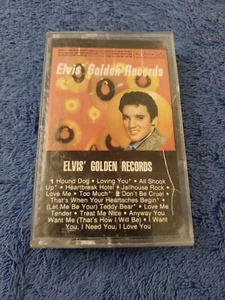 Elvis' Golden Records
ELVIS' GOLDEN RECORDS
1 Hound Dog • Loving You* • All Shook
Up* • Heartbreak Hotel • Jailhouse Rock •
Love Me • Too Much* 2 Don't Be Cruel •
That's When Your Heartaches Begin* •
(Let Me Be Your) Teddy Bear* • Love Me
Tender • Treat Me Nice • Anyway You
Want Me (That's How I Will Be) • I Want
You, I Need You, I Love You